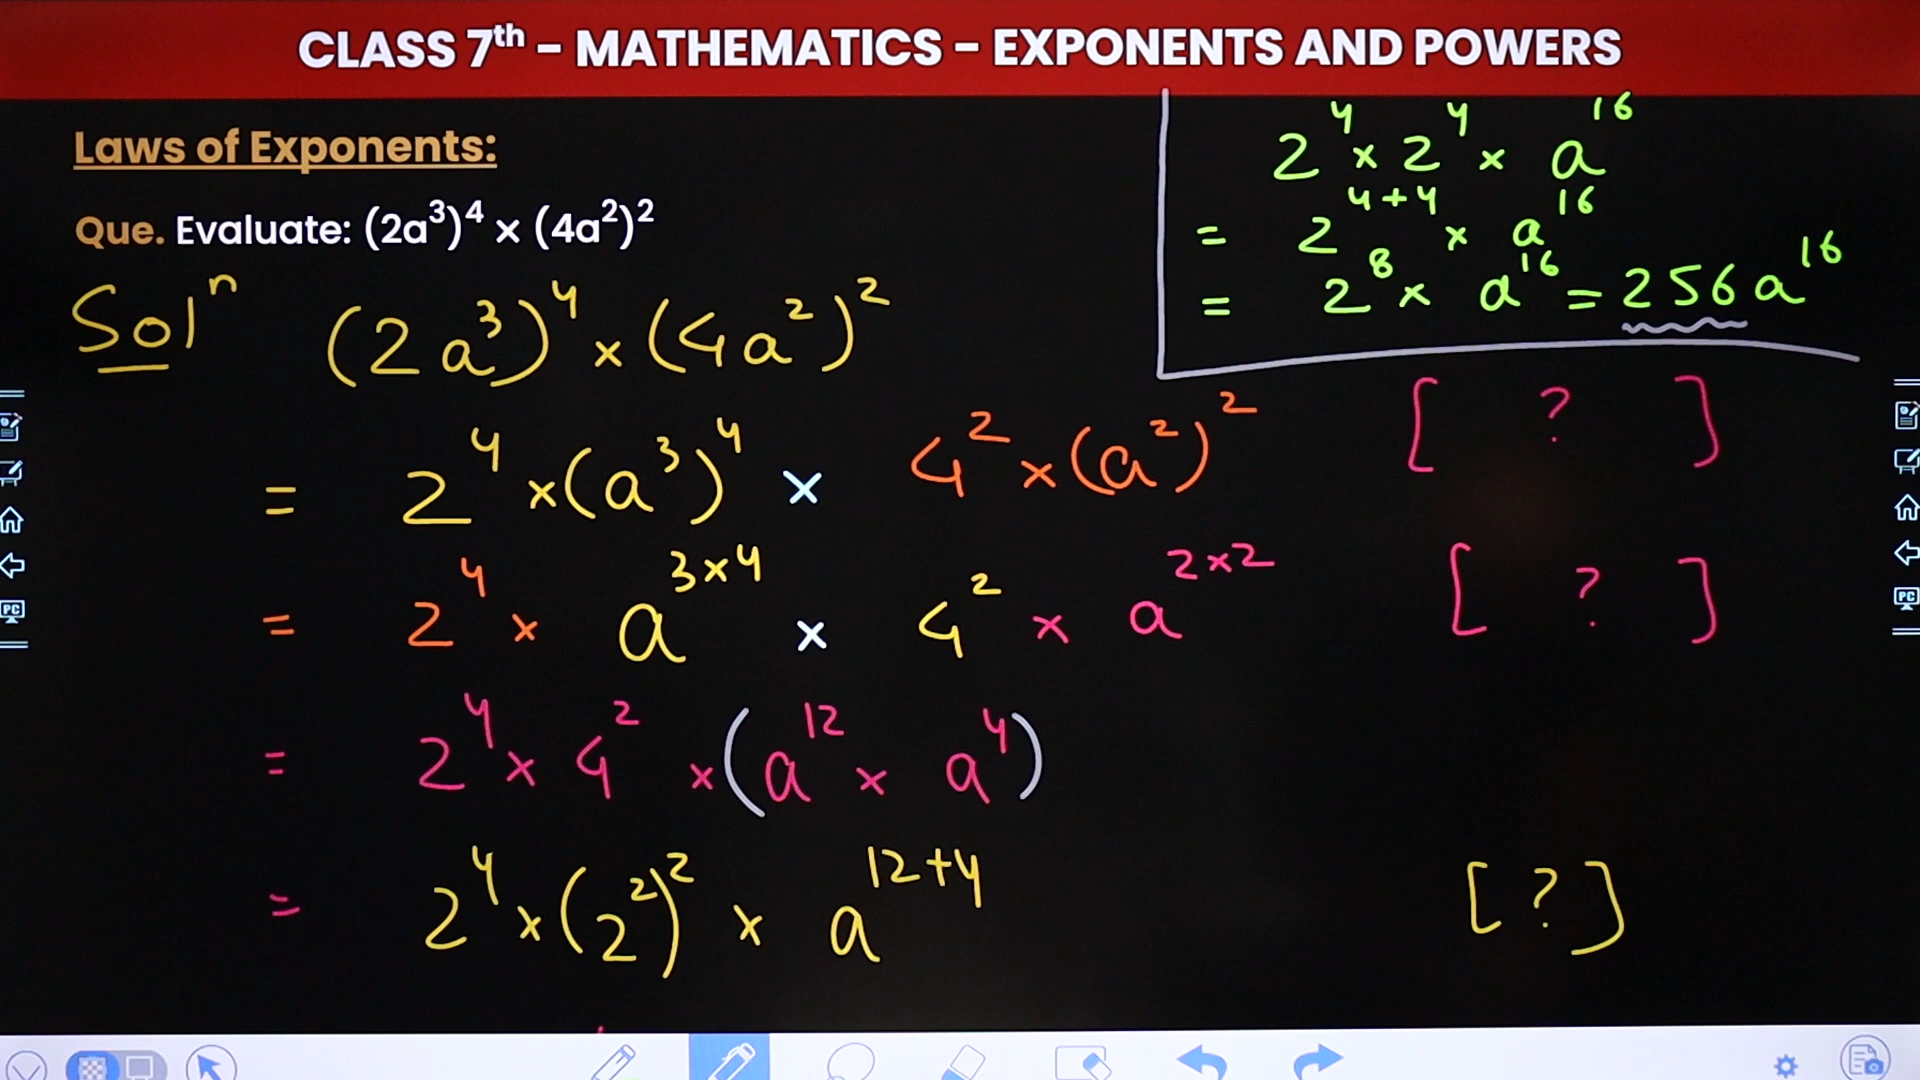 CLASS 7th – MATHEMATICS – EXPONENTS AND POWERS
Laws of Exponents:
Que. Evaluate: (2a³)⁴ × (4a²)²
Solⁿ (2a³)⁴ × (4a²)²
= 2⁴ × (a³)⁴ × 4² × (a²)² [ ? ]
= 2⁴ × a³ˣ⁴ × 4² × a²ˣ² [ ? ]
= 2⁴ × 4² × (a¹² × a⁴)
= 2⁴ × (2²)² × a¹²⁺⁴ [ ? ]
2⁴ × 2⁴ × a¹⁶
= 2⁴⁺⁴ × a¹⁶
= 2⁸ × a¹⁶ = 256a¹⁶
PC
PC